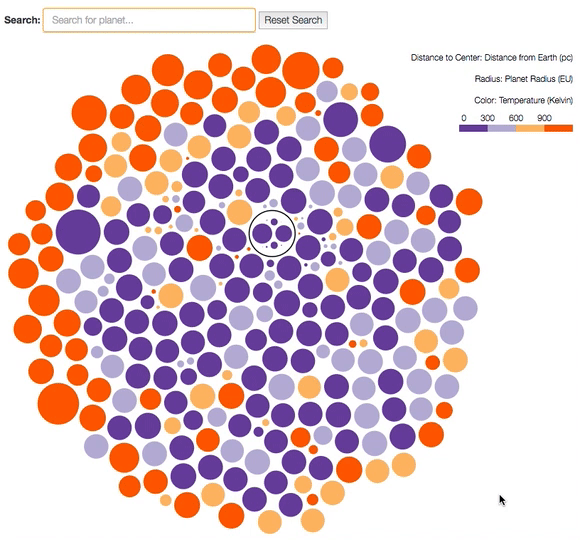 Search: Search for planet... Reset Search
Distance to Center: Distance from Earth (pc)
Radius: Planet Radius (EU)
Color: Temperature (Kelvin)
0 300 600 900